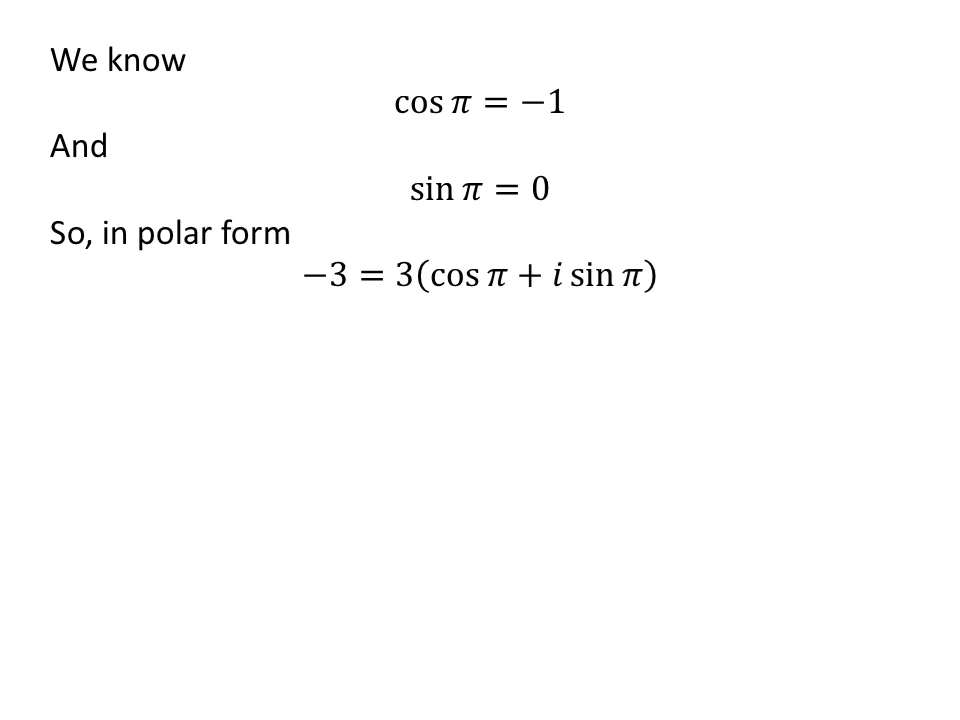 We know
cos π = −1
And
sin π = 0
So, in polar form
−3 = 3(cos π + i sin π)